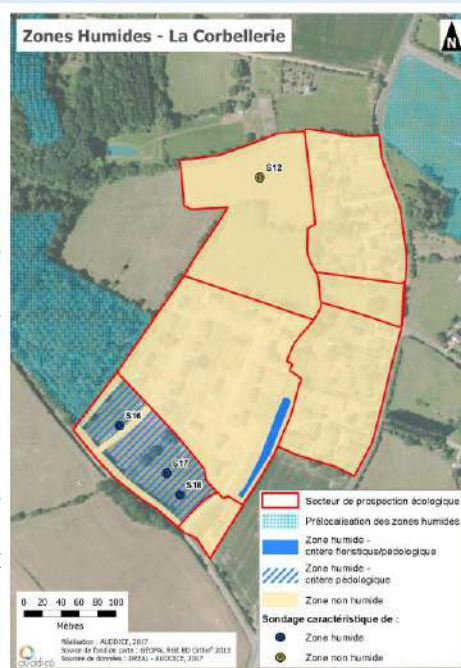 Zones Humides - La Corbellerie
N
S12
S16
S17
S18
Secteur de prospection écologique
Prélocalisation des zones humides
Zone humide -
critère floristique/pédologique
Zone humide -
critère pédologique
Zone non humide
Sondage caractéristique de :
Zone humide
Zone non humide
0 20 40 60 80 100
Mètres
Réalisation : AUDDICE, 2017
Source de fond de carte : GEOPAL, RGE BD Ortho® 2013
Sources de données : DREAL - AUDDICE, 2017
auddicé